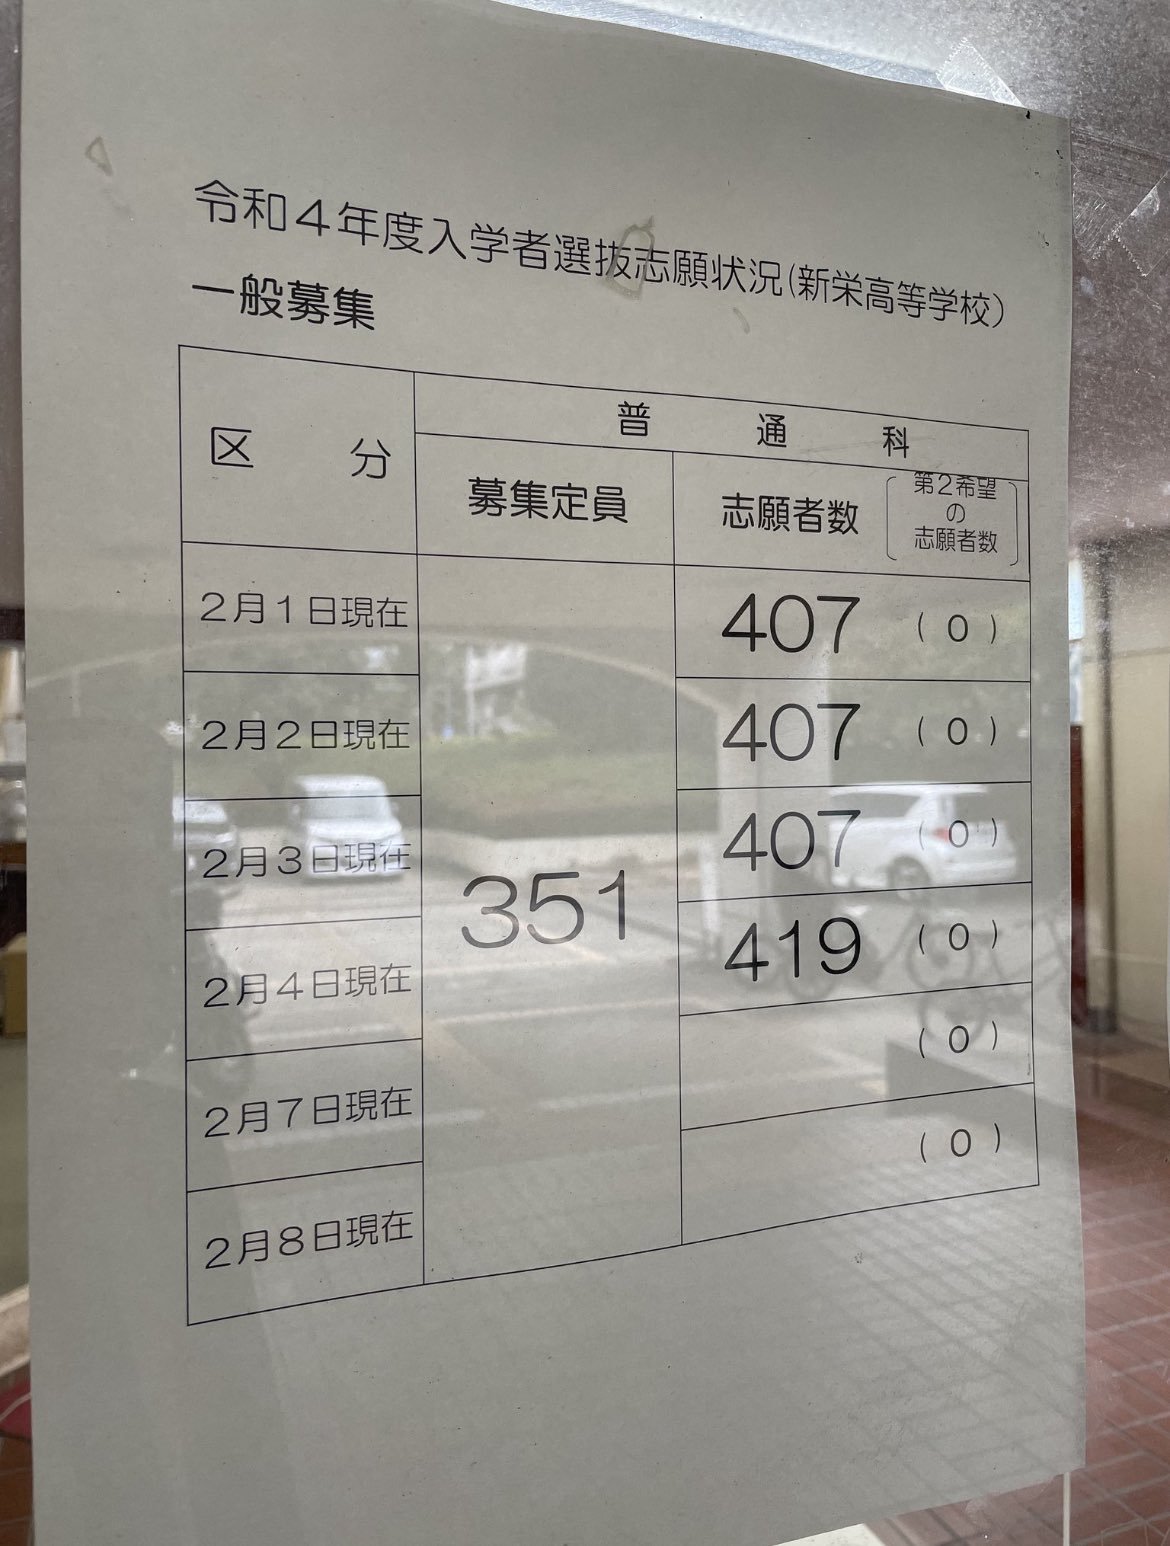 令和4年度入学者選抜志願状況(新栄高等学校)
一般募集
区 分
普 通 科
募集定員
志願者数
第2希望
の
志願者数
2月1日現在 407 (0)
2月2日現在 407 (0)
2月3日現在 407 (0)
351
2月4日現在 419 (0)
2月7日現在 (0)
2月8日現在 (0)